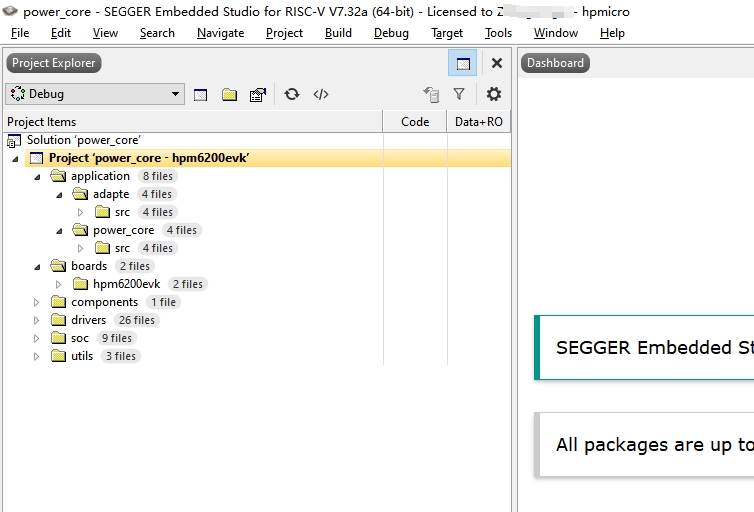 power_core - SEGGER Embedded Studio for RISC-V V7.32a (64-bit) - Licensed to - hpmicro
File Edit View Search Navigate Project Build Debug Target Tools Window Help
Project Explorer
Dashboard
Debug
Project Items Code Data+RO
Solution ‘power_core’
Project ‘power_core - hpm6200evk’
application 8 files
adapte 4 files
src 4 files
power_core 4 files
src 4 files
boards 2 files
hpm6200evk 2 files
components 1 file
drivers 26 files
soc 9 files
utils 3 files
SEGGER Embedded St
All packages are up to